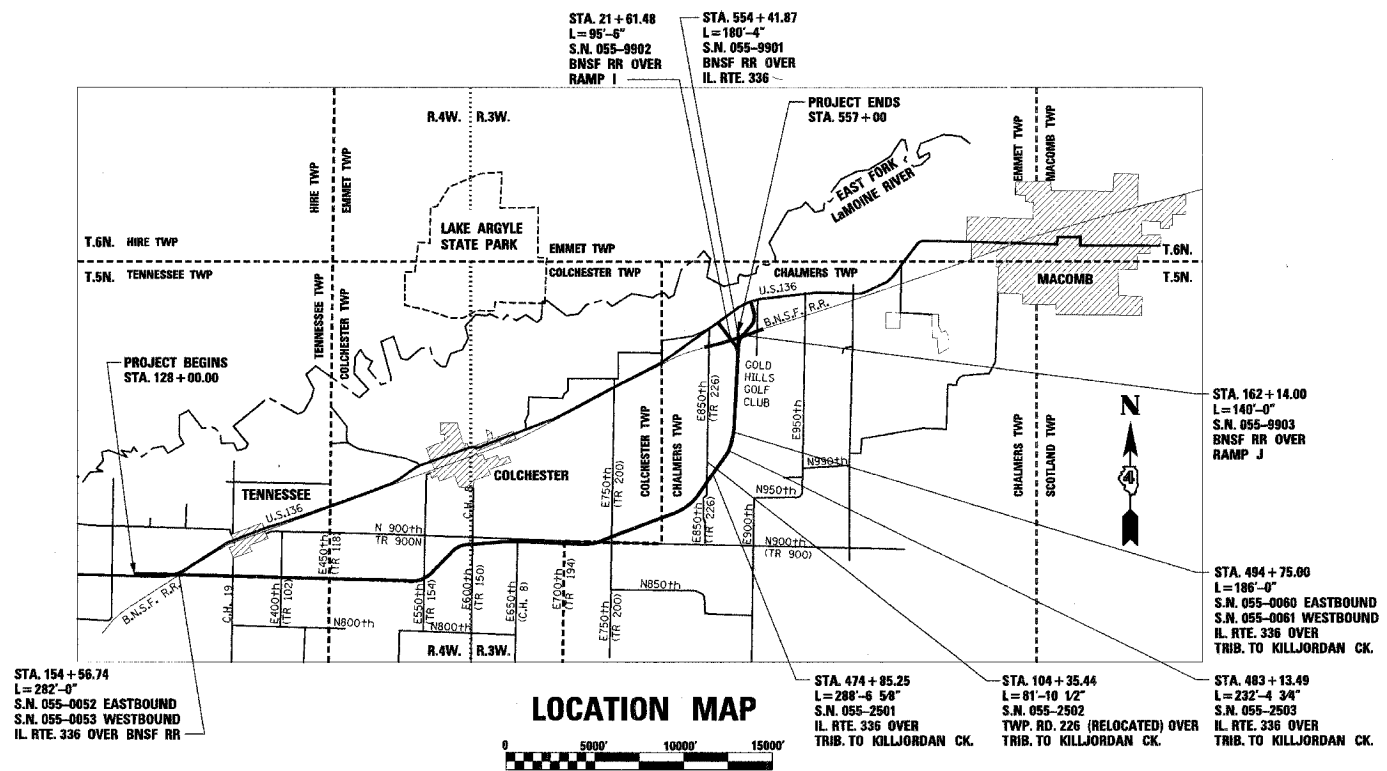 STA. 21+61.48
L=95'-6"
S.N. 055-9902
BNSF RR OVER
RAMP I
STA. 554+41.87
L=180'-4"
S.N. 055-9901
BNSF RR OVER
IL. RTE. 336
PROJECT ENDS
STA. 557+00
R.4W. R.3W.
HIRE TWP
EMMET TWP
EMMET TWP
MACOMB TWP
EAST FORK
LaMOINE RIVER
LAKE ARGYLE
STATE PARK
T.6N. HIRE TWP
EMMET TWP
T.6N.
T.5N. TENNESSEE TWP
COLCHESTER TWP
CHALMERS TWP
T.5N.
MACOMB
U.S.136
B.N.S.F. R.R.
TENNESSEE TWP
COLCHESTER TWP
PROJECT BEGINS
STA. 128+00.00
GOLD
HILLS
GOLF
CLUB
E850th
(TR 226)
E950th
COLCHESTER TWP
CHALMERS TWP
CHALMERS TWP
SCOTLAND TWP
N
4
STA. 162+14.00
L=140'-0"
S.N. 055-9903
BNSF RR OVER
RAMP J
COLCHESTER
TENNESSEE
U.S.136
C.H. 8
E750th
(TR 200)
N990th
N950th
N 900th
TR 900N
E850th
(TR 226)
E900th
N900th
(TR 900)
E450th
(TR 118)
B.N.S.F. R.R.
C.H. 19
E400th
(TR 102)
E550th
(TR 154)
E600th
(TR 150)
E650th
(C.H. 8)
E700th
(TR 194)
E750th
(TR 200)
N850th
N800th
N800th
R.4W. R.3W.
STA. 494+75.00
L=186'-0"
S.N. 055-0060 EASTBOUND
S.N. 055-0061 WESTBOUND
IL. RTE. 336 OVER
TRIB. TO KILLJORDAN CK.
STA. 154+56.74
L=282'-0"
S.N. 055-0052 EASTBOUND
S.N. 055-0053 WESTBOUND
IL. RTE. 336 OVER BNSF RR
STA. 474+85.25
L=288'-6 5/8"
S.N. 055-2501
IL. RTE. 336 OVER
TRIB. TO KILLJORDAN CK.
STA. 104+35.44
L=81'-10 1/2"
S.N. 055-2502
TWP. RD. 226 (RELOCATED) OVER
TRIB. TO KILLJORDAN CK.
STA. 483+13.49
L=232'-4 3/4"
S.N. 055-2503
IL. RTE. 336 OVER
TRIB. TO KILLJORDAN CK.
LOCATION MAP
0 5000' 10000' 15000'